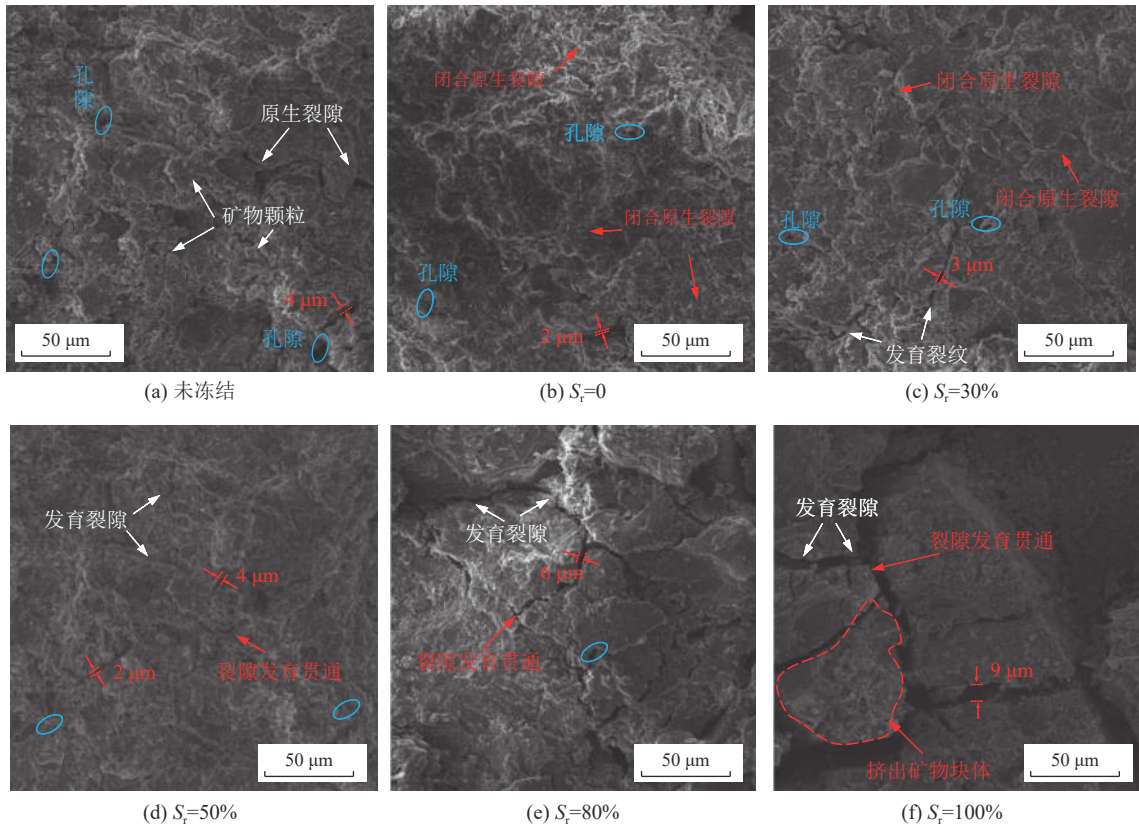 孔
隙
原生裂隙
矿物颗粒
4 μm
孔隙
50 μm
(a) 未冻结
闭合原生裂隙
孔隙
闭合原生裂隙
孔隙
2 μm
50 μm
(b) Sr=0
闭合原生裂隙
闭合原生裂隙
孔隙
孔隙
3 μm
发育裂纹
50 μm
(c) Sr=30%
发育裂隙
4 μm
2 μm
裂隙发育贯通
50 μm
(d) Sr=50%
发育裂隙
6 μm
裂隙发育贯通
50 μm
(e) Sr=80%
发育裂隙
裂隙发育贯通
9 μm
挤出矿物块体
50 μm
(f) Sr=100%